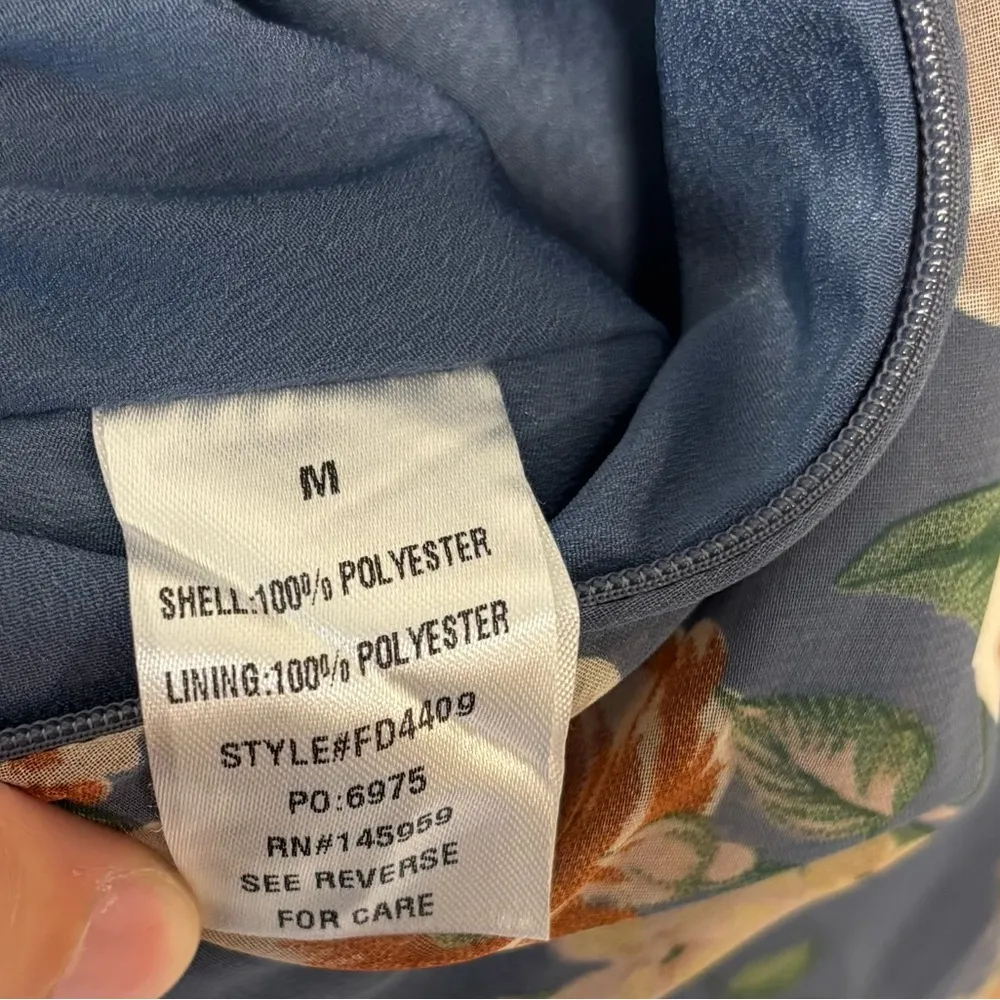 M
SHELL:100% POLYESTER
LINING:100% POLYESTER
STYLE#FD4409
PO:6975
RN#145959
SEE REVERSE
FOR CARE